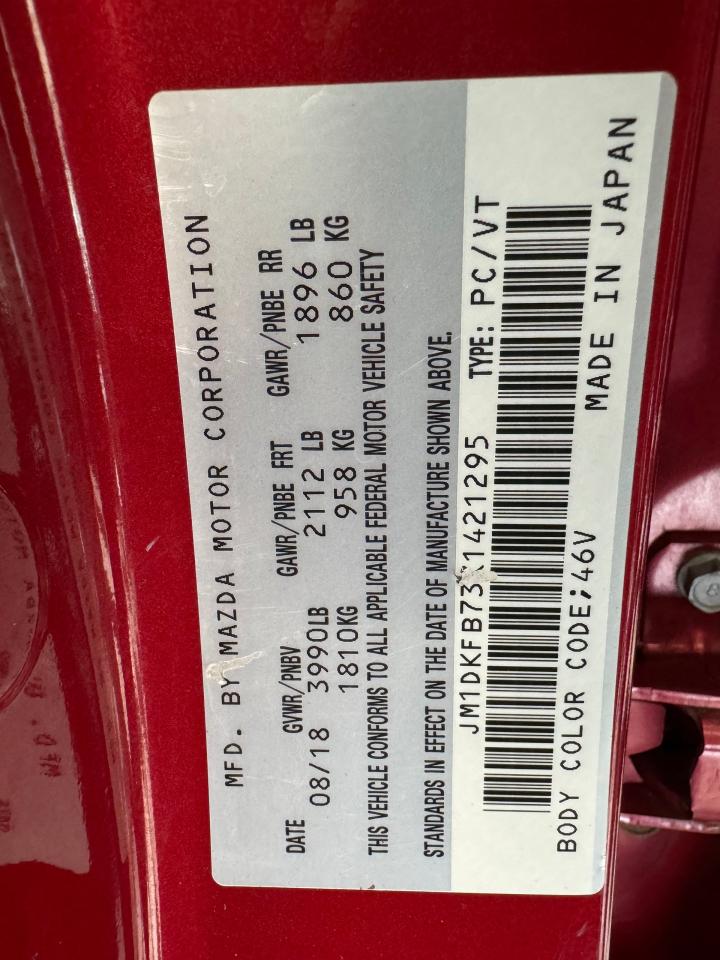 MFD. BY MAZDA MOTOR CORPORATION
DATE GVWR/PNBV GAWR/PNBE FRT GAWR/PNBE RR
08/18 3990LB 2112 LB 1896 LB
1810KG 958 KG 860 KG
THIS VEHICLE CONFORMS TO ALL APPLICABLE FEDERAL MOTOR VEHICLE SAFETY
STANDARDS IN EFFECT ON THE DATE OF MANUFACTURE SHOWN ABOVE.
JM1DKFB73K1421295 TYPE: PC/VT
BODY COLOR CODE;46V MADE IN JAPAN